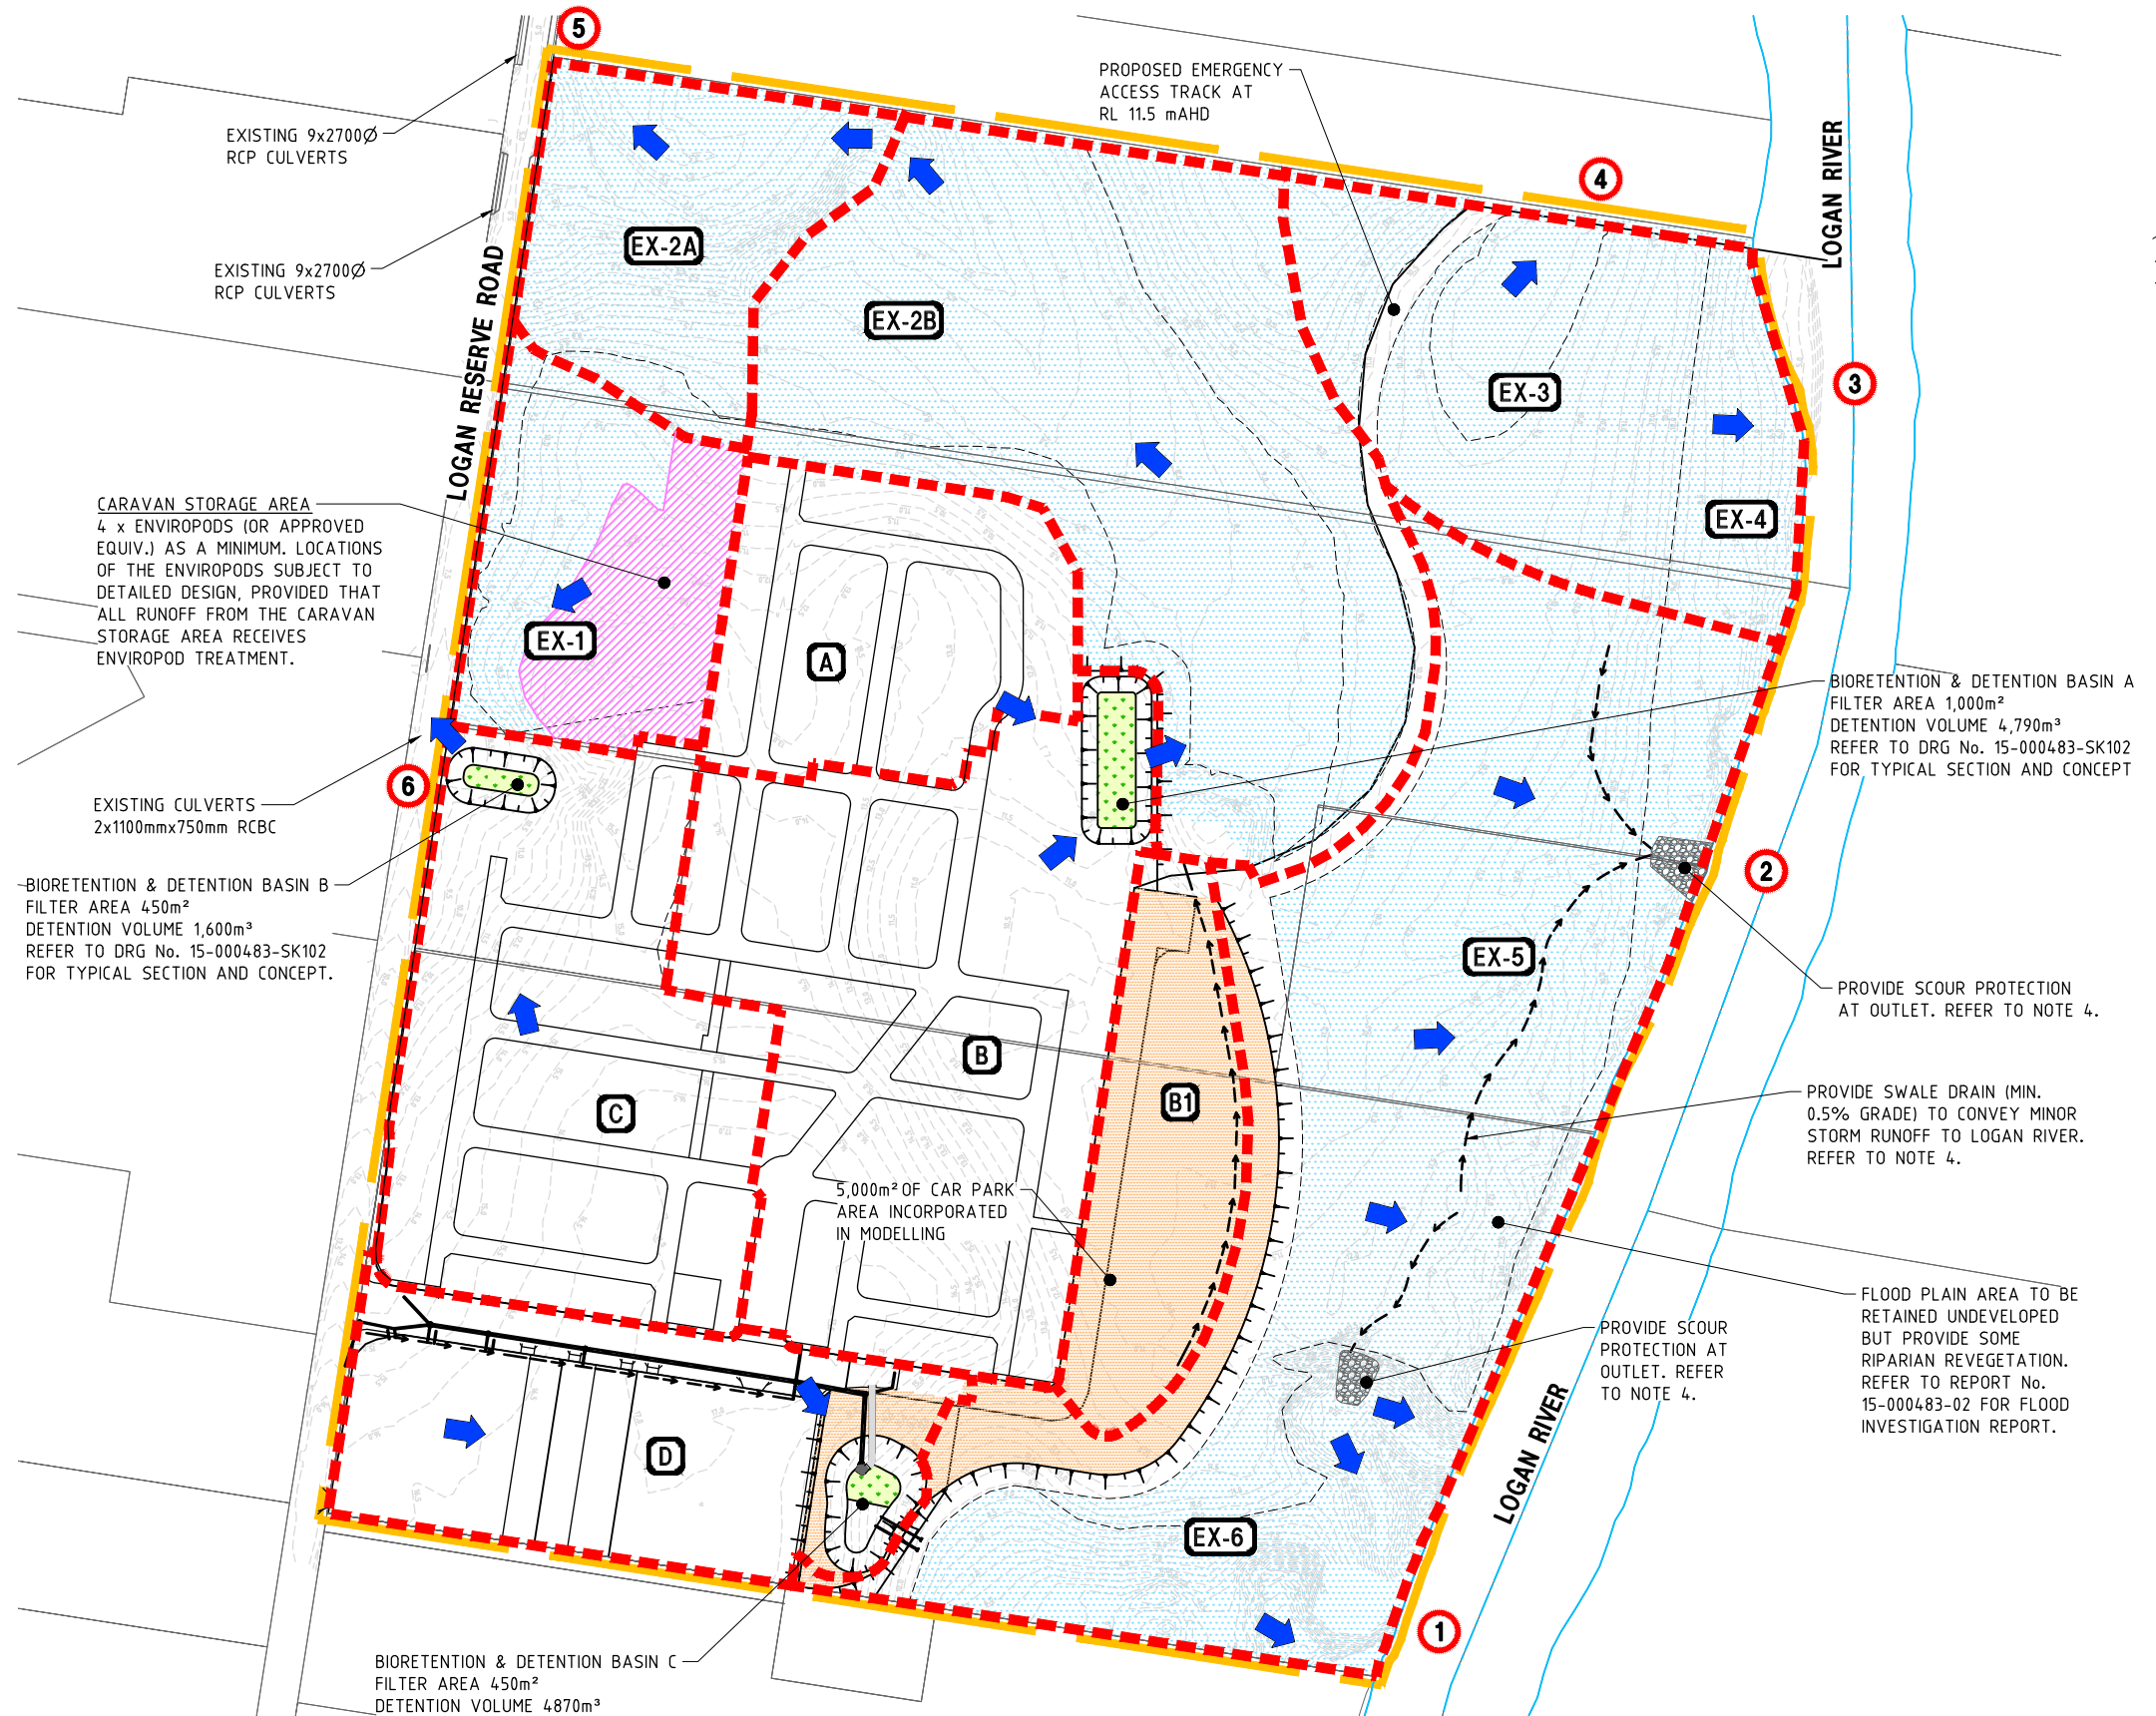 5
PROPOSED EMERGENCY
ACCESS TRACK AT
RL 11.5 mAHD
EXISTING 9x2700Ø
RCP CULVERTS
LOGAN RIVER
4
EX-2A
EXISTING 9x2700Ø
RCP CULVERTS
EX-2B
LOGAN RESERVE ROAD
EX-3
3
CARAVAN STORAGE AREA
4 x ENVIROPODS (OR APPROVED
EQUIV.) AS A MINIMUM. LOCATIONS
OF THE ENVIROPODS SUBJECT TO
DETAILED DESIGN, PROVIDED THAT
ALL RUNOFF FROM THE CARAVAN
STORAGE AREA RECEIVES
ENVIROPOD TREATMENT.
EX-4
EX-1
A
BIORETENTION & DETENTION BASIN A
FILTER AREA 1,000m²
DETENTION VOLUME 4,790m³
REFER TO DRG No. 15-000483-SK102
FOR TYPICAL SECTION AND CONCEPT
6
EXISTING CULVERTS
2x1100mmx750mm RCBC
2
BIORETENTION & DETENTION BASIN B
FILTER AREA 450m²
DETENTION VOLUME 1,600m³
REFER TO DRG No. 15-000483-SK102
FOR TYPICAL SECTION AND CONCEPT.
EX-5
PROVIDE SCOUR PROTECTION
AT OUTLET. REFER TO NOTE 4.
B
B1
C
PROVIDE SWALE DRAIN (MIN.
0.5% GRADE) TO CONVEY MINOR
STORM RUNOFF TO LOGAN RIVER.
REFER TO NOTE 4.
5,000m² OF CAR PARK
AREA INCORPORATED
IN MODELLING
FLOOD PLAIN AREA TO BE
RETAINED UNDEVELOPED
BUT PROVIDE SOME
RIPARIAN REVEGETATION.
REFER TO REPORT No.
15-000483-02 FOR FLOOD
INVESTIGATION REPORT.
PROVIDE SCOUR
PROTECTION AT
OUTLET. REFER
TO NOTE 4.
LOGAN RIVER
D
EX-6
1
BIORETENTION & DETENTION BASIN C
FILTER AREA 450m²
DETENTION VOLUME 4870m³